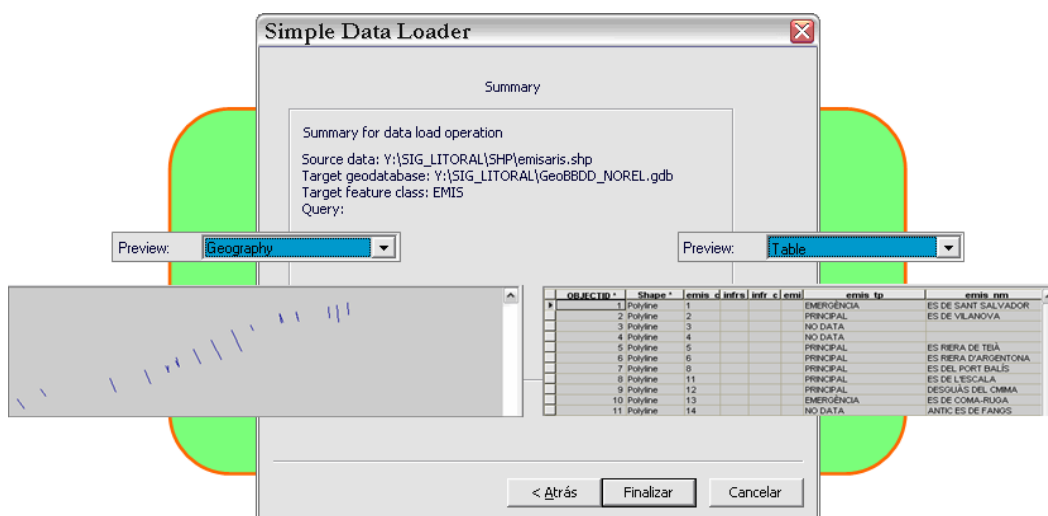 Simple Data Loader
Summary
Summary for data load operation
Source data: Y:\SIG_LITORAL\SHP\emisaris.shp
Target geodatabase: Y:\SIG_LITORAL\GeoBBDD_NOREL.gdb
Target feature class: EMIS
Query:
Preview: Geography
Preview: Table
OBJECTID * Shape * emis_c infrs infr_c emi emis_tp emis_nm
1 Polyline 1 EMERGÈNCIA ES DE SANT SALVADOR
2 Polyline 2 PRINCIPAL ES DE VILANOVA
3 Polyline 3 NO DATA
4 Polyline 4 NO DATA
5 Polyline 5 PRINCIPAL ES RIERA DE TEIÀ
6 Polyline 6 PRINCIPAL ES RIERA D'ARGENTONA
7 Polyline 8 PRINCIPAL ES DEL PORT BALÍS
8 Polyline 11 PRINCIPAL ES DE L'ESCALA
9 Polyline 12 PRINCIPAL DESGUÀS DEL CMIMA
10 Polyline 13 EMERGÈNCIA ES DE COMA-RUGA
11 Polyline 14 NO DATA ANTIC ES DE FANGS
< Atrás Finalizar Cancelar